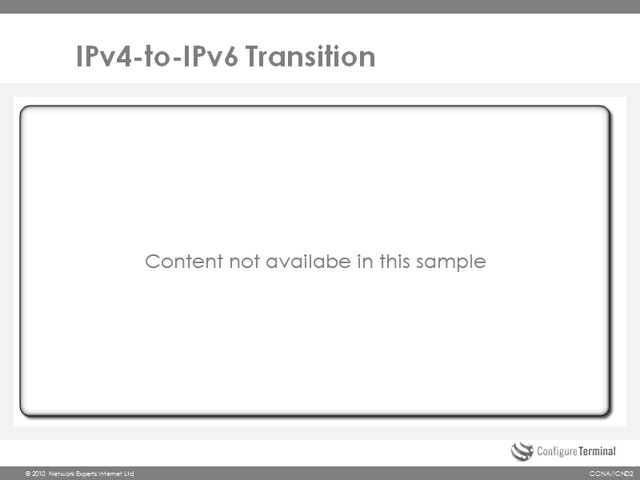 IPv4-to-IPv6 Transition
Content not availabe in this sample
ConfigureTerminal
© 2010 Network Experts Internet Ltd
CCNA/ICND2